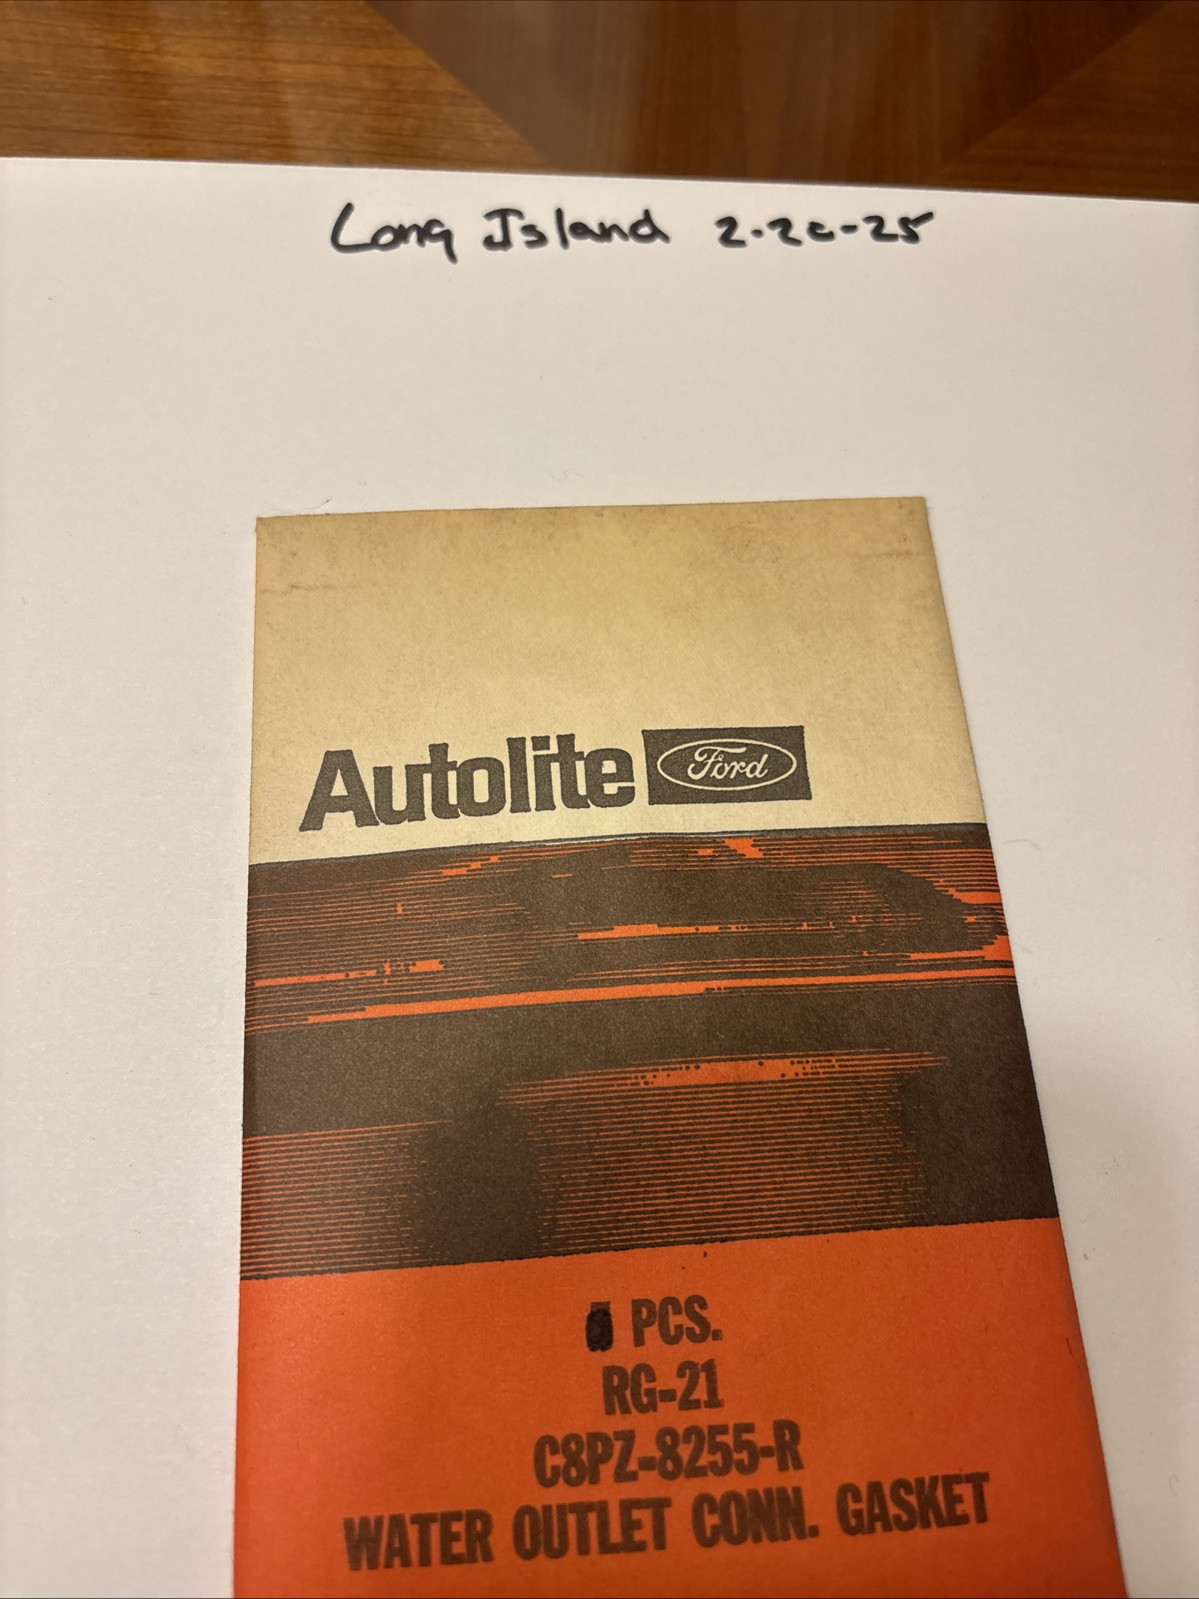 Long Island 2-20-25
Autolite Ford
PCS.
RG-21
C8PZ-8255-R
WATER OUTLET CONN. GASKET